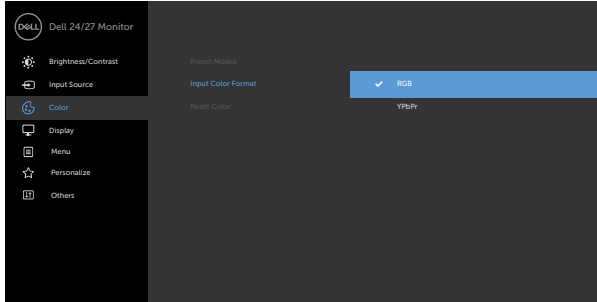 DELL Dell 24/27 Monitor
Brightness/Contrast Preset Modes
Input Source Input Color Format RGB
Color Reset Color YPbPr
Display
Menu
Personalize
Others